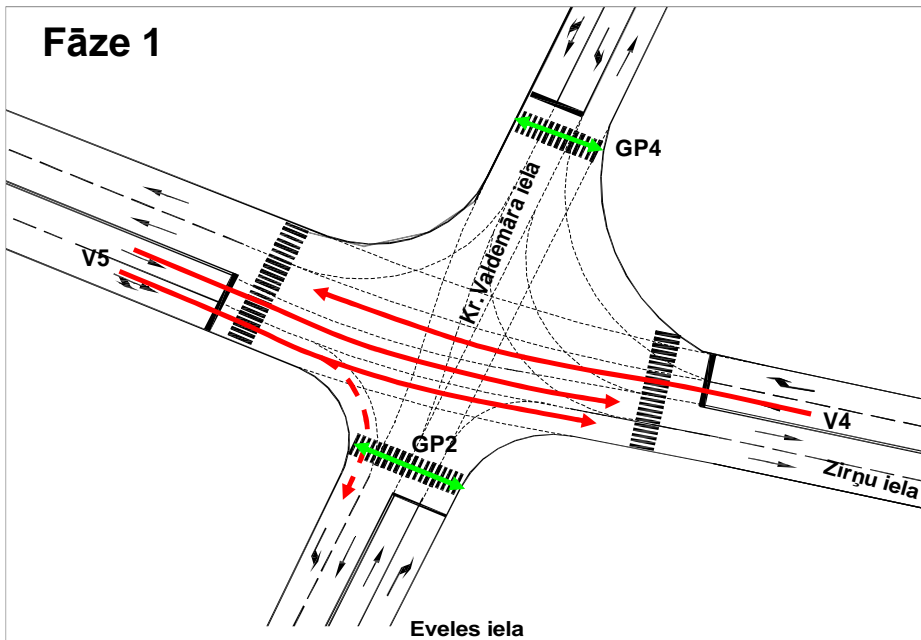 Fāze 1
GP4
Kr. Valdemāra iela
V5
V4
GP2
Zirņu iela
Eveles iela